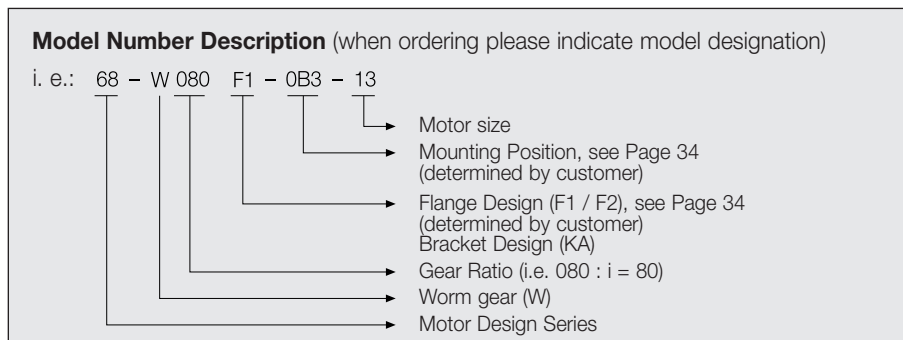 Model Number Description (when ordering please indicate model designation)
i. e.: 68 – W 080 F1 – 0B3 – 13
Motor size
Mounting Position, see Page 34
(determined by customer)
Flange Design (F1 / F2), see Page 34
(determined by customer)
Bracket Design (KA)
Gear Ratio (i.e. 080 : i = 80)
Worm gear (W)
Motor Design Series